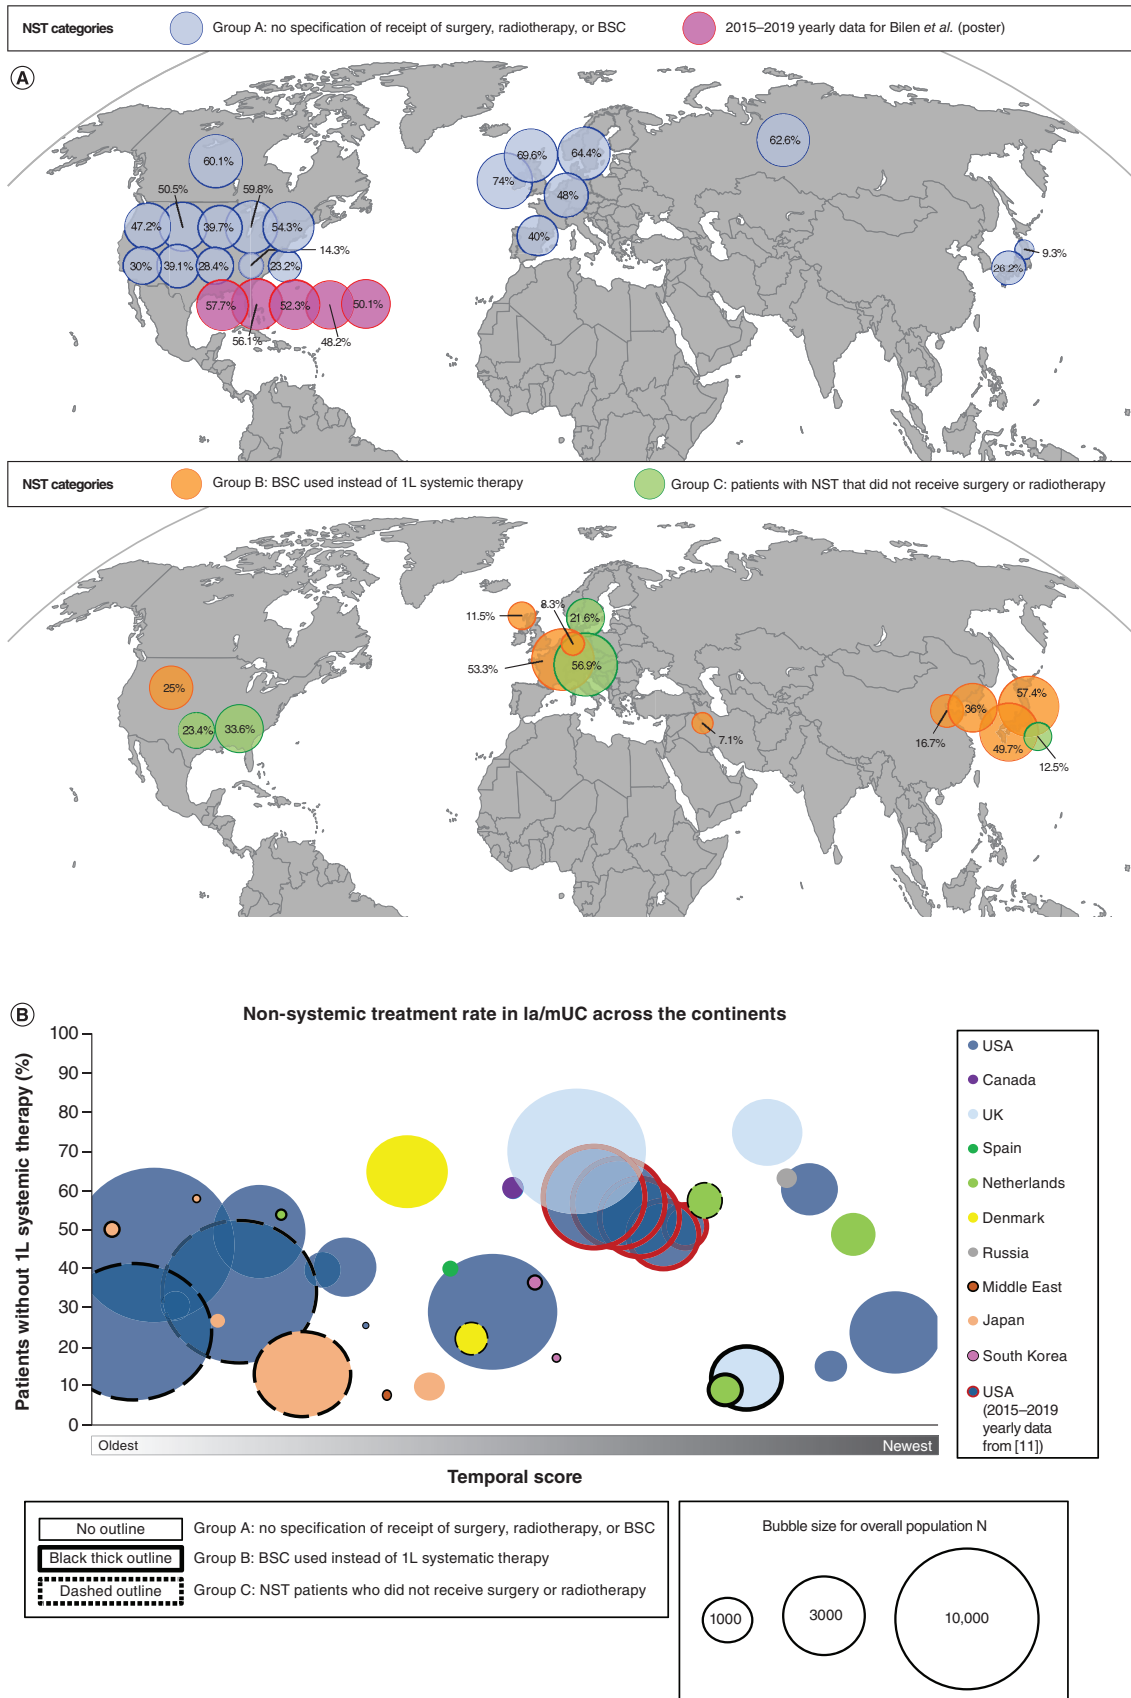 NST categories
Group A: no specification of receipt of surgery, radiotherapy, or BSC
2015–2019 yearly data for Bilen et al. (poster)
A
60.1%
50.5%
59.8%
47.2%
39.7%
54.3%
14.3%
30%
39.1%
28.4%
23.2%
57.7%
52.3%
50.1%
56.1%
48.2%
69.6%
64.4%
74%
48%
40%
62.6%
9.3%
26.2%
NST categories
Group B: BSC used instead of 1L systemic therapy
Group C: patients with NST that did not receive surgery or radiotherapy
25%
23.4%
33.6%
11.5%
8.3%
21.6%
53.3%
56.9%
7.1%
16.7%
36%
57.4%
49.7%
12.5%
B
Non-systemic treatment rate in la/mUC across the continents
Patients without 1L systemic therapy (%)
100
90
80
70
60
50
40
30
20
10
0
Oldest
Newest
Temporal score
USA
Canada
UK
Spain
Netherlands
Denmark
Russia
Middle East
Japan
South Korea
USA
(2015–2019
yearly data
from [11])
No outline
Group A: no specification of receipt of surgery, radiotherapy, or BSC
Black thick outline
Group B: BSC used instead of 1L systematic therapy
Dashed outline
Group C: NST patients who did not receive surgery or radiotherapy
Bubble size for overall population N
1000
3000
10,000